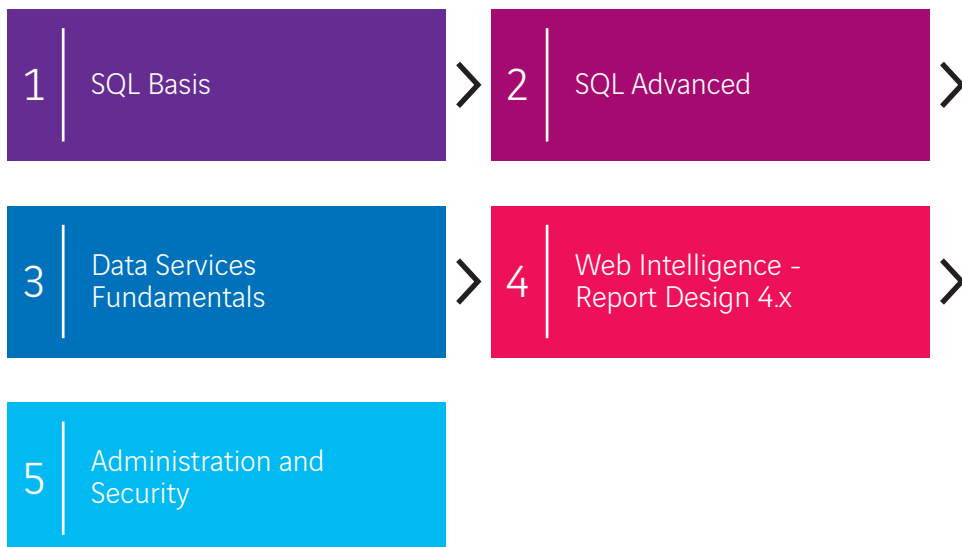 1 SQL Basis
2 SQL Advanced
3 Data Services
Fundamentals
4 Web Intelligence -
Report Design 4.x
5 Administration and
Security